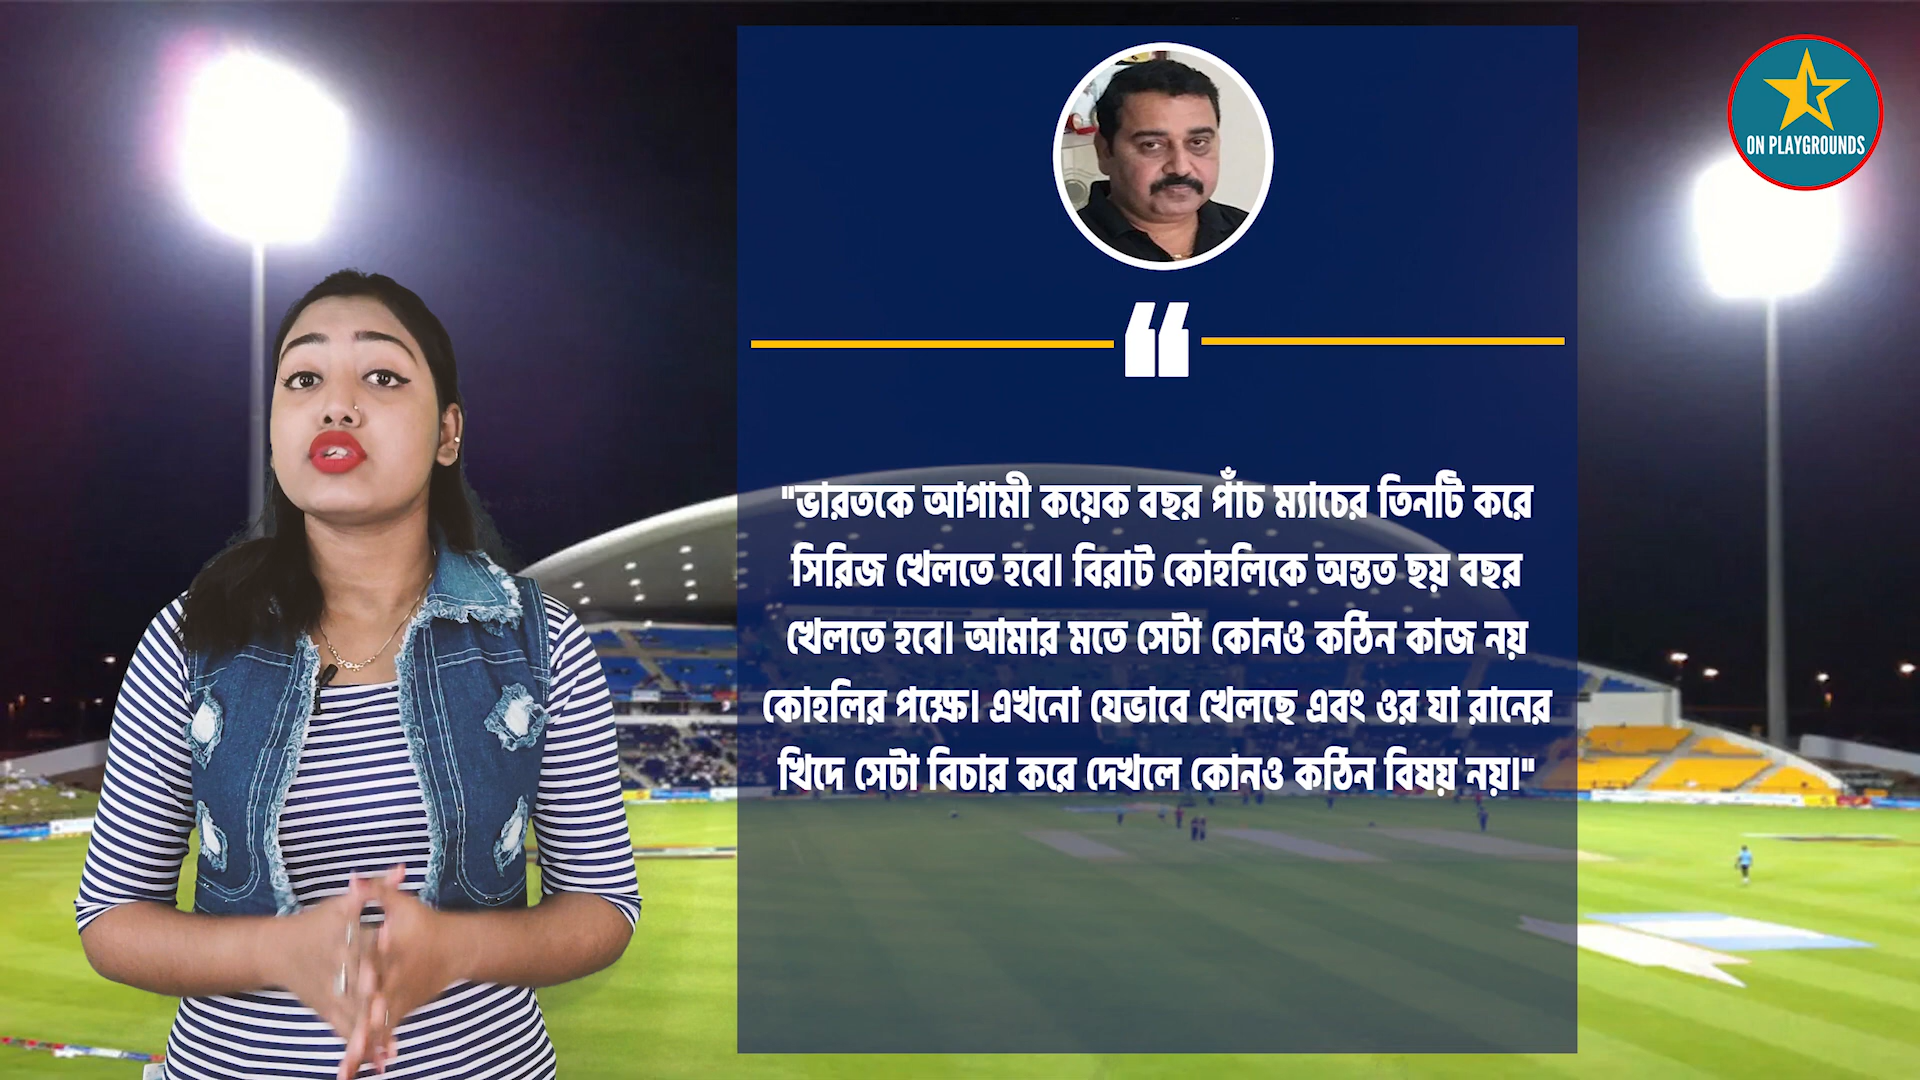 ON PLAYGROUNDS
"ভারতকে আগামী কয়েক বছর পাঁচ ম্যাচের তিনটি করে
সিরিজ খেলতে হবে। বিরাট কোহলিকে অন্তত ছয় বছর
খেলতে হবে। আমার মতে সেটা কোনও কঠিন কাজ নয়
কোহলির পক্ষে। এখনো যেভাবে খেলছে এবং ওর যা রানের
খিদে সেটা বিচার করে দেখলে কোনও কঠিন বিষয় নয়।"